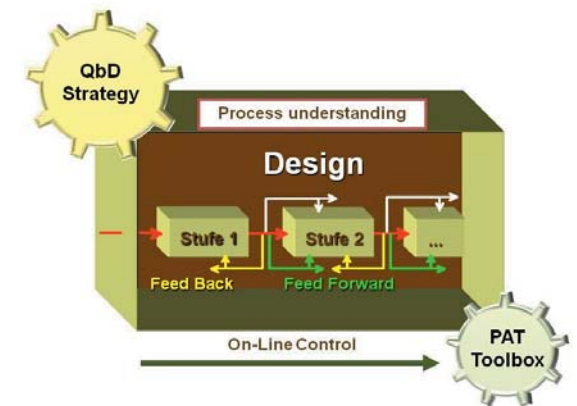 QbD
Strategy
Process understanding
Design
Stufe 1
Stufe 2
...
Feed Back
Feed Forward
On-Line Control
PAT
Toolbox